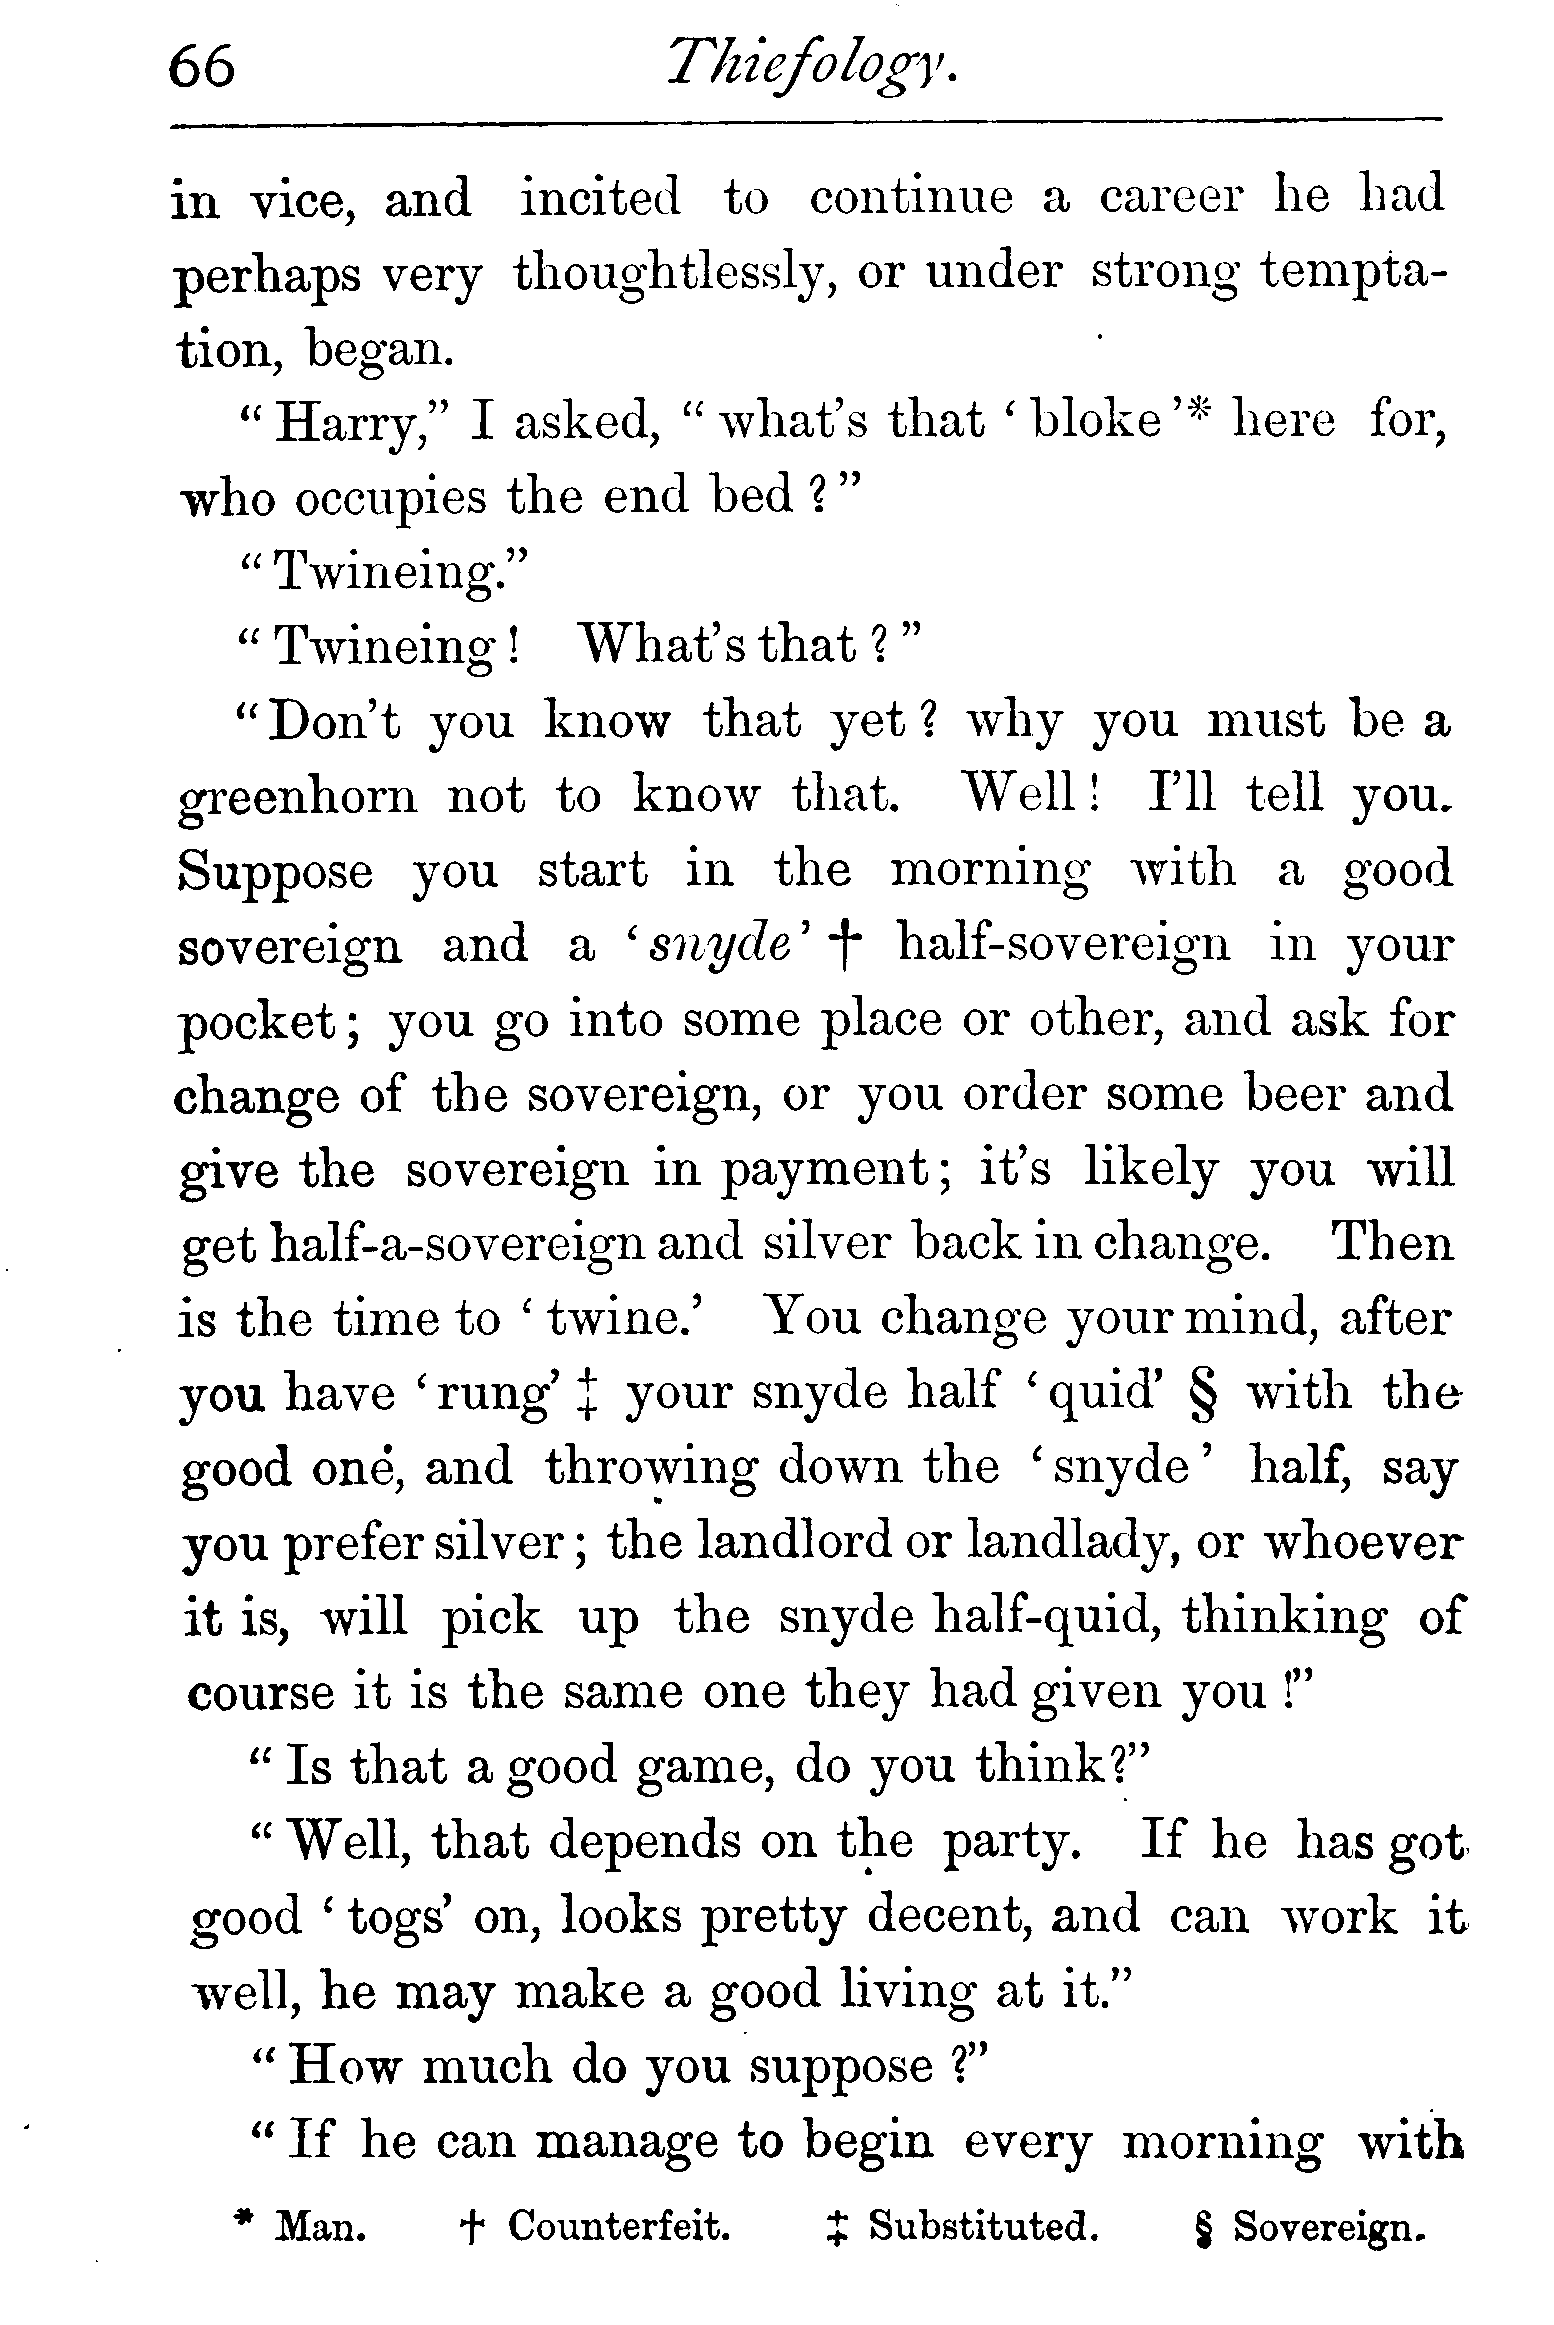 66
Thiefology.
in vice, and incited to continue a career he had
perhaps very thoughtlessly, or under strong tempta-
tion, began.
“ Harry,” I asked, “ what’s that ‘ bloke ’* here for,
who occupies the end bed ? ”
“ Twineing.”
“ Twineing ! What’s that ? ”
“ Don’t you know that yet ? why you must be a
greenhorn not to know that. Well ! I’ll tell you.
Suppose you start in the morning with a good
sovereign and a ‘ snyde ’ † half-sovereign in your
pocket ; you go into some place or other, and ask for
change of the sovereign, or you order some beer and
give the sovereign in payment ; it’s likely you will
get half-a-sovereign and silver back in change. Then
is the time to ‘ twine.’ You change your mind, after
you have ‘ rung’ ‡ your snyde half ‘ quid’ § with the
good one, and throwing down the ‘ snyde ’ half, say
you prefer silver ; the landlord or landlady, or whoever
it is, will pick up the snyde half-quid, thinking of
course it is the same one they had given you !”
“ Is that a good game, do you think?”
“ Well, that depends on the party. If he has got
good ‘ togs’ on, looks pretty decent, and can work it
well, he may make a good living at it.”
“ How much do you suppose ?”
“ If he can manage to begin every morning with
* Man. † Counterfeit. ‡ Substituted. § Sovereign.